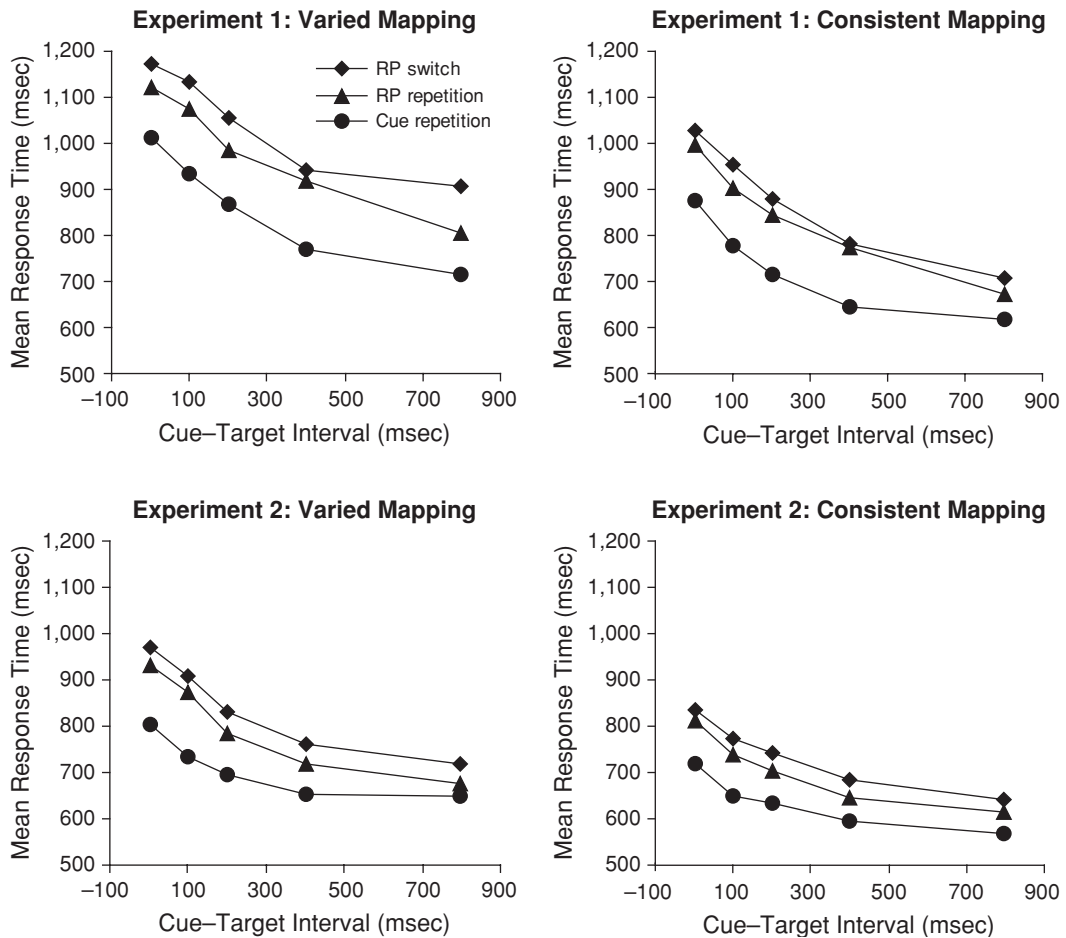 Experiment 1: Varied Mapping
Mean Response Time (msec)
1,200
1,100
1,000
900
800
700
600
500
RP switch
RP repetition
Cue repetition
–100 100 300 500 700 900
Cue–Target Interval (msec)
Experiment 1: Consistent Mapping
Mean Response Time (msec)
1,200
1,100
1,000
900
800
700
600
500
–100 100 300 500 700 900
Cue–Target Interval (msec)
Experiment 2: Varied Mapping
Mean Response Time (msec)
1,200
1,100
1,000
900
800
700
600
500
–100 100 300 500 700 900
Cue–Target Interval (msec)
Experiment 2: Consistent Mapping
Mean Response Time (msec)
1,200
1,100
1,000
900
800
700
600
500
–100 100 300 500 700 900
Cue–Target Interval (msec)